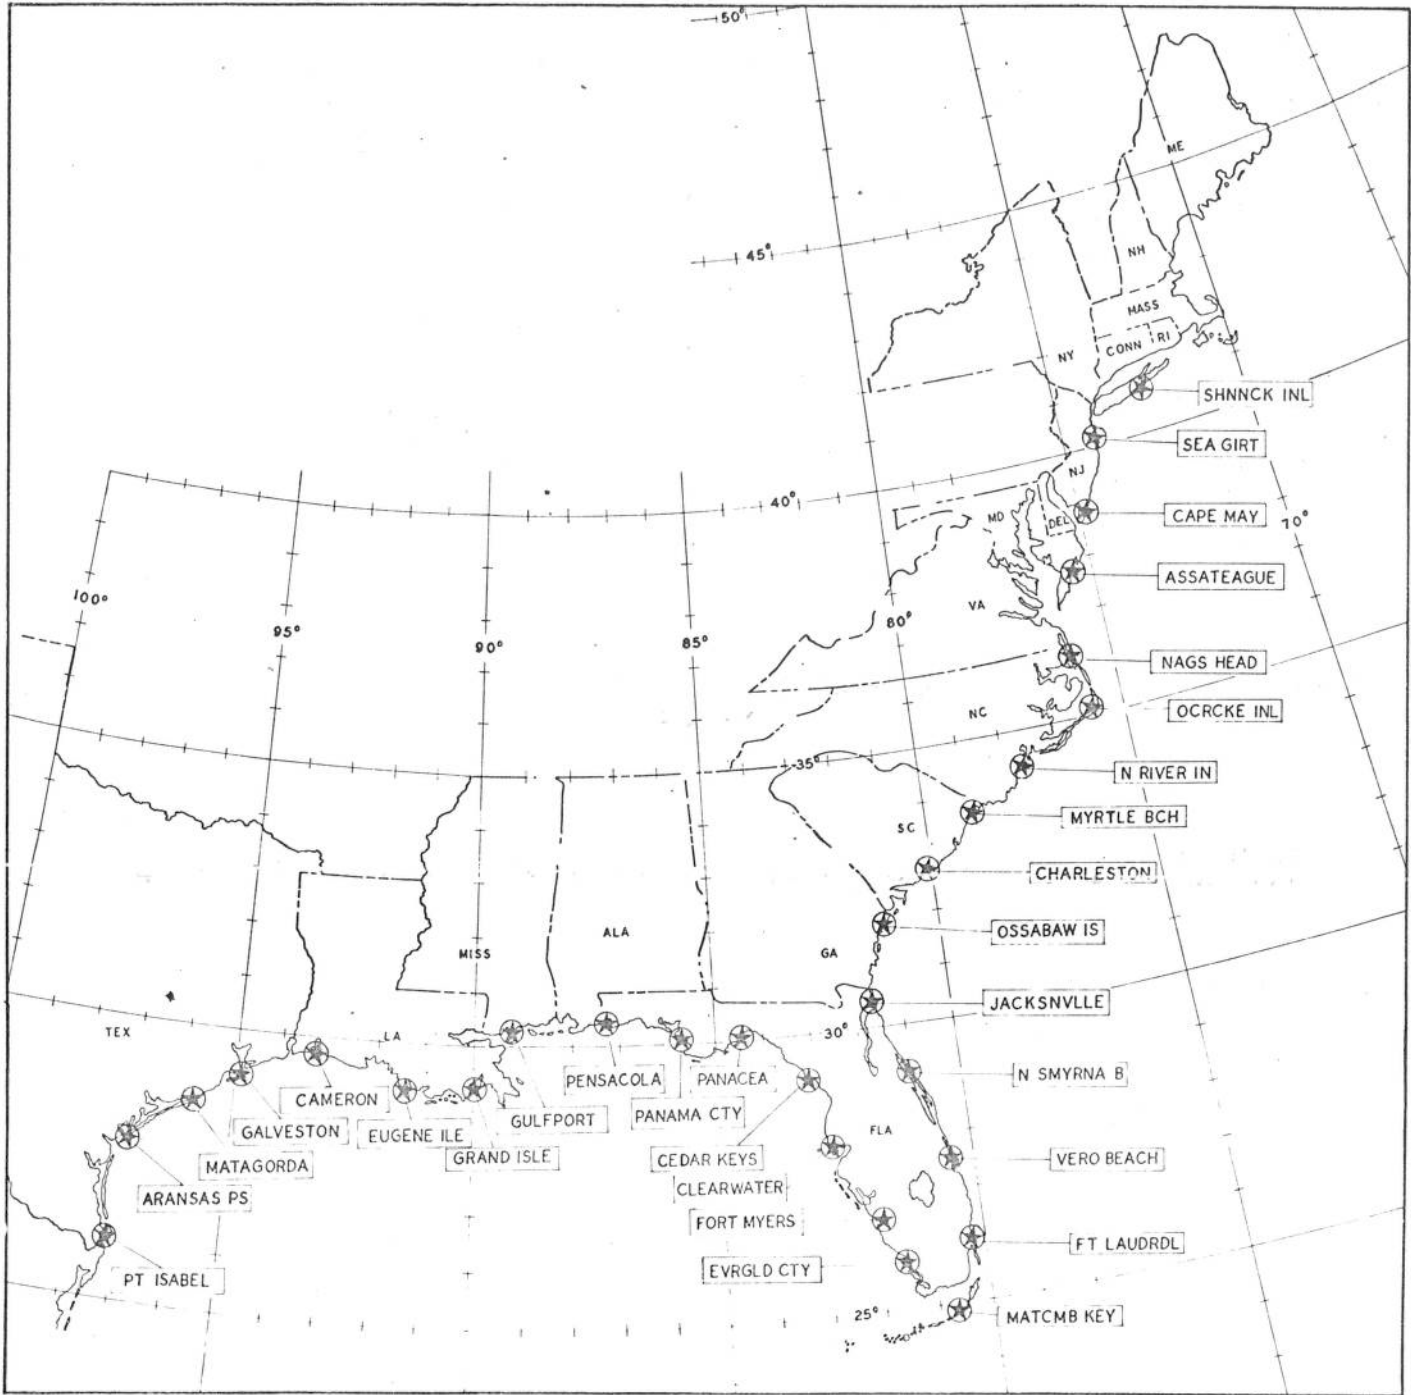 50°
ME
NH
45°
MASS
CONN
RI
NY
SHNNCK INL
SEA GIRT
NJ
40°
MD
DEL
CAPE MAY
70°
ASSATEAGUE
100°
VA
95°
80°
90°
85°
NAGS HEAD
NC
OCRCKE INL
35°
N RIVER IN
MYRTLE BCH
SC
CHARLESTON
ALA
OSSABAW IS
MISS
GA
JACKSNVLLE
TEX
LA
30°
N SMYRNA B
PENSACOLA
PANACEA
CAMERON
GULFPORT
PANAMA CTY
GALVESTON
EUGENE ILE
FLA
GRAND ISLE
CEDAR KEYS
VERO BEACH
MATAGORDA
CLEARWATER
ARANSAS PS
FORT MYERS
FT LAUDRDL
EVRGLD CTY
PT ISABEL
25°
MATCMB KEY